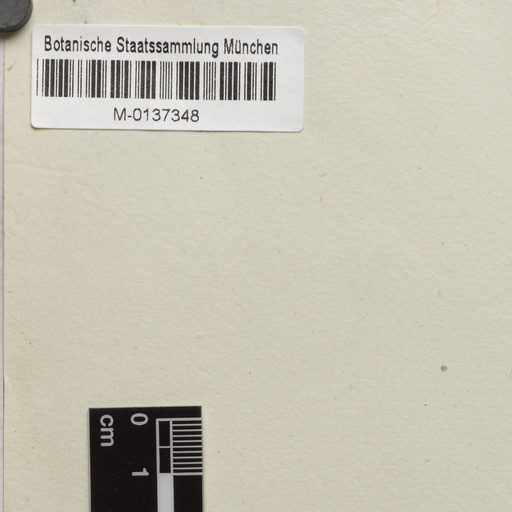 Botanische Staatssammlung München
M-0137348
0
1
cm